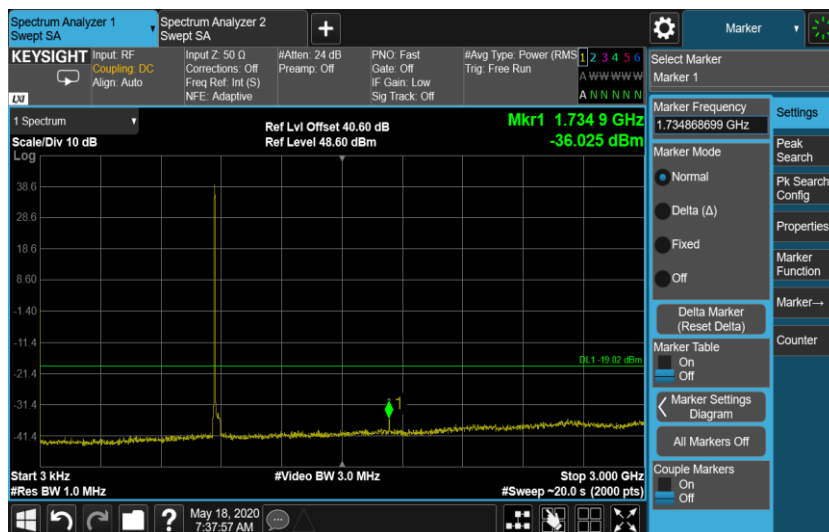 Spectrum Analyzer 1
Swept SA
Spectrum Analyzer 2
Swept SA
+
Marker
KEYSIGHT
LXI
Input: RF
Coupling: DC
Align: Auto
Input Z: 50 Ω
Corrections: Off
Freq Ref: Int (S)
NFE: Adaptive
#Atten: 24 dB
Preamp: Off
PNO: Fast
Gate: Off
IF Gain: Low
Sig Track: Off
#Avg Type: Power (RMS
Trig: Free Run
1 2 3 4 5 6
A W W W W W
A N N N N N
Select Marker
Marker 1
1 Spectrum
Scale/Div 10 dB
Log
Ref Lvl Offset 40.60 dB
Ref Level 48.60 dBm
Mkr1 1.734 9 GHz
-36.025 dBm
38.6
28.6
18.6
8.60
-1.40
-11.4
-21.4
-31.4
-41.4
DL1 -19.02 dBm
1
Start 3 kHz
#Res BW 1.0 MHz
#Video BW 3.0 MHz
Stop 3.000 GHz
#Sweep ~20.0 s (2000 pts)
Marker Frequency
1.734868699 GHz
Marker Mode
Normal
Delta (Δ)
Fixed
Off
Delta Marker
(Reset Delta)
Marker Table
On
Off
Marker Settings
Diagram
All Markers Off
Couple Markers
On
Off
Settings
Peak
Search
Pk Search
Config
Properties
Marker
Function
Marker→
Counter
?
May 18, 2020
7:37:57 AM